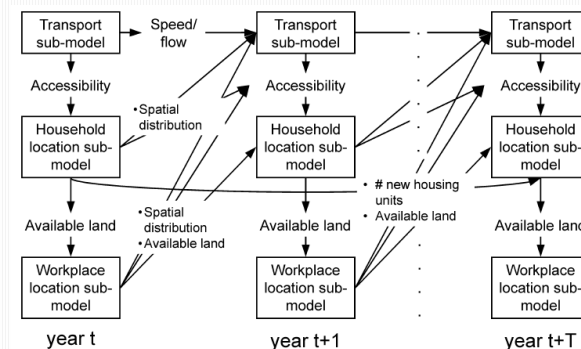 Transport
sub-model
Speed/
flow
Transport
sub-model
Transport
sub-model
Accessibility
Accessibility
Accessibility
•Spatial
distribution
Household
location sub-
model
Household
location sub-
model
Household
location sub-
model
• # new housing
units
• Available land
Available land
•Spatial
distribution
•Available land
Available land
Available land
Workplace
location sub-
model
Workplace
location sub-
model
Workplace
location sub-
model
year t
year t+1
year t+T